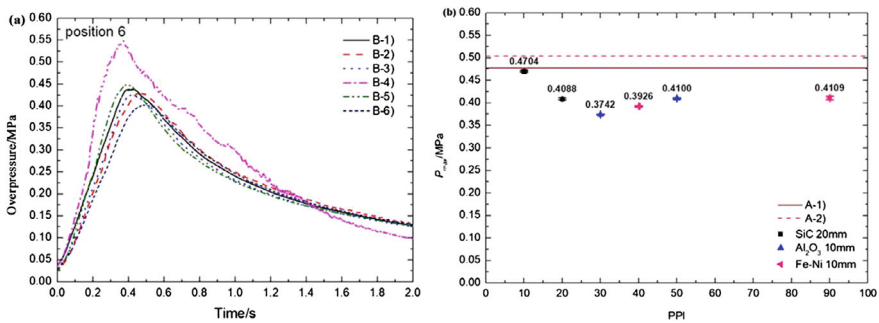 (a)
position 6
B-1)
B-2)
B-3)
B-4)
B-5)
B-6)
Overpressure/MPa
0.60
0.55
0.50
0.45
0.40
0.35
0.30
0.25
0.20
0.15
0.10
0.05
0.00
0.0 0.2 0.4 0.6 0.8 1.0 1.2 1.4 1.6 1.8 2.0
Time/s
(b)
P max/MPa
0.60
0.55
0.50
0.45
0.40
0.35
0.30
0.25
0.20
0.15
0.10
0.05
0.00
0.4704
0.4088
0.3742
0.3926
0.4100
0.4109
A-1)
A-2)
SiC 20mm
Al2O3 10mm
Fe-Ni 10mm
0 10 20 30 40 50 60 70 80 90 100
PPI